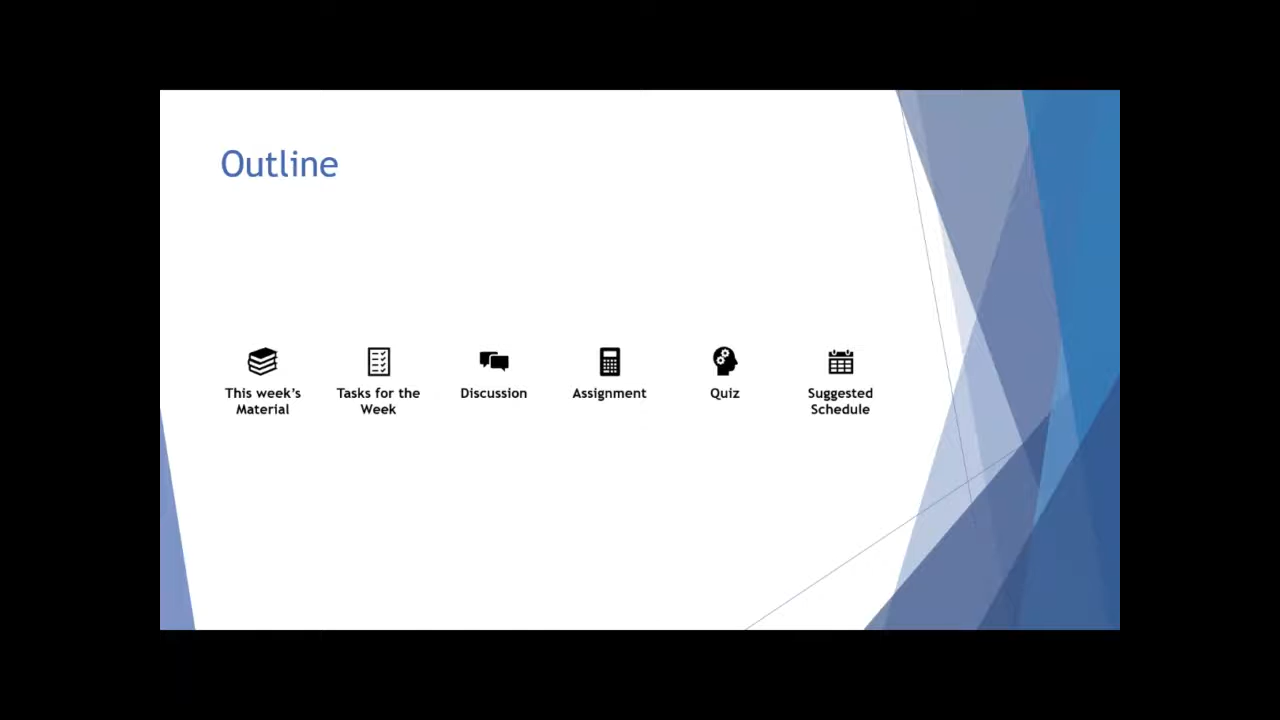 Outline
This week's
Material
Tasks for the
Week
Discussion
Assignment
Quiz
Suggested
Schedule